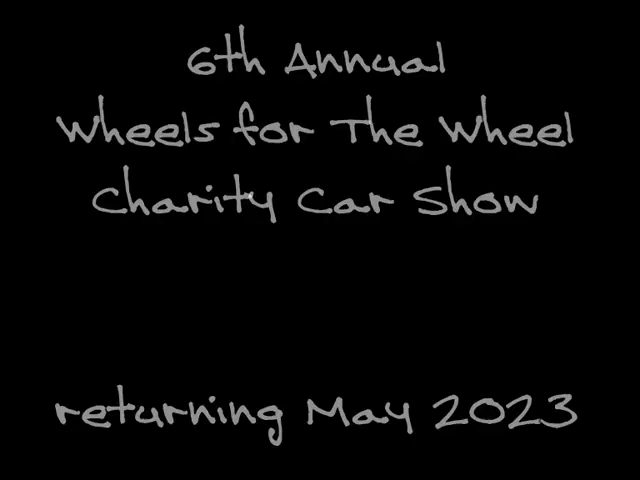 6th Annual
Wheels for The Wheel
Charity Car Show
returning May 2023